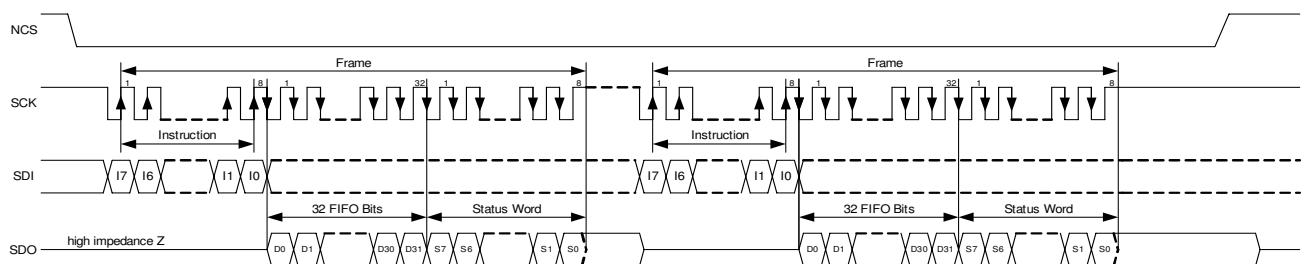 NCS
Frame Frame
1 8 1 32 1 8 1 8 1 32 1 8
SCK
Instruction Instruction
SDI I7 I6 I1 I0 I7 I6 I1 I0
32 FIFO Bits Status Word 32 FIFO Bits Status Word
high impedance Z
SDO D0 D1 D30 D31 S7 S6 S1 S0 D0 D1 D30 D31 S7 S6 S1 S0